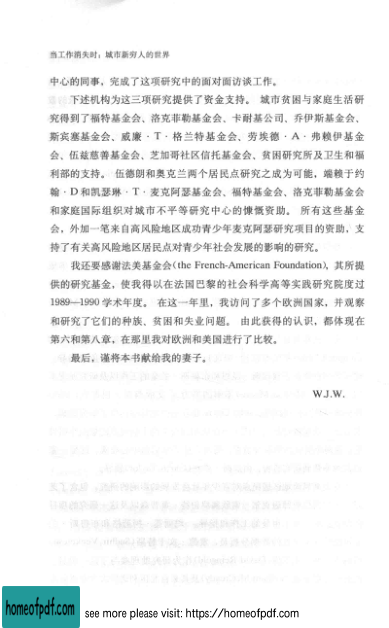 当工作消失时：城市新穷人的世界
中心的同事，完成了这项研究中的面对面访谈工作。
下述机构为这三项研究提供了资金支持。 城市贫困与家庭生活研
究得到了福特基金会、洛克菲勒基金会、卡耐基公司、乔伊斯基金会、
斯宾塞基金会、威廉·T·格兰特基金会、劳埃德·A·弗赖伊基金
会、伍兹慈善基金会、芝加哥社区信托基金会、贫困研究所及卫生和福
利部的支持。 伍德朗和奥克兰两个居民点研究之成为可能，端赖于约
翰·D和凯瑟琳·T·麦克阿瑟基金会、福特基金会、洛克菲勒基金会
和家庭国际组织对城市不平等研究中心的慷慨资助。 所有这些基金
会，外加一笔来自高风险地区成功青少年麦克阿瑟研究项目的资助，支
持了有关高风险地区居民点对青少年社会发展的影响的研究。
我还要感谢法美基金会(the French-American Foundation)，其所提
供的研究基金，使我得以在法国巴黎的社会科学高等实践研究院度过
1989—1990 学术年度。 在这一年里，我访问了多个欧洲国家，并观察
和研究了它们的种族、贫困和失业问题。 由此获得的认识，都体现在
第六和第八章，在那里我对欧洲和美国进行了比较。
最后，谨将本书献给我的妻子。
W.J.W.
homeofpdf.com
see more please visit: https://homeofpdf.com